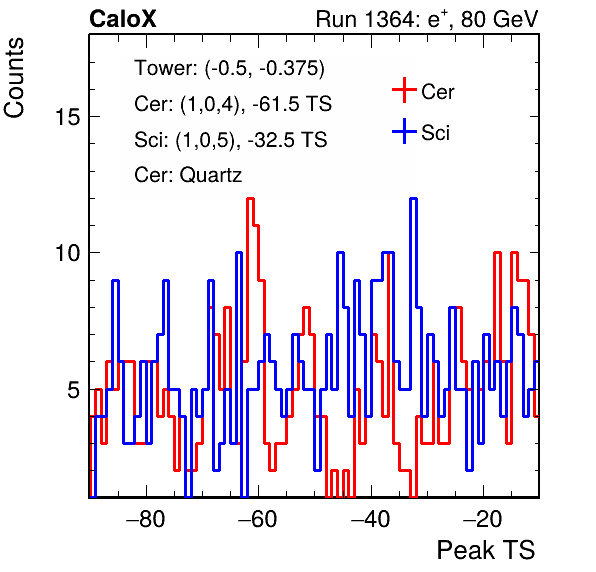 CaloX Run 1364: e⁺, 80 GeV
Counts
Tower: (-0.5, -0.375)
Cer: (1,0,4), -61.5 TS
Sci: (1,0,5), -32.5 TS
Cer: Quartz
Cer
Sci
15
10
5
−80 −60 −40 −20
Peak TS